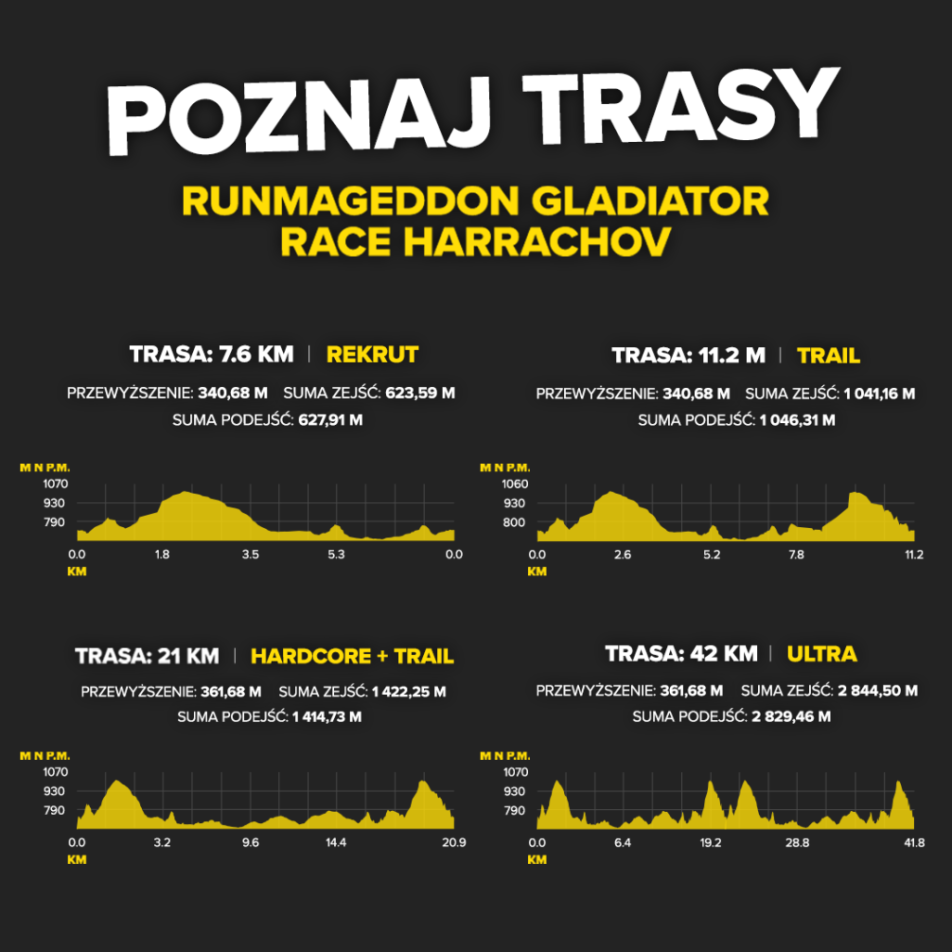 POZNAJ TRASY
RUNMAGEDDON GLADIATOR
RACE HARRACHOV
TRASA: 7.6 KM | REKRUT
PRZEWYŻSZENIE: 340,68 M SUMA ZEJŚĆ: 623,59 M
SUMA PODEJŚĆ: 627,91 M
M N P.M.
1070
930
790
0.0 1.8 3.5 5.3 0.0
KM
TRASA: 11.2 M | TRAIL
PRZEWYŻSZENIE: 340,68 M SUMA ZEJŚĆ: 1 041,16 M
SUMA PODEJŚĆ: 1 046,31 M
M N P.M.
1060
930
800
0.0 2.6 5.2 7.8 11.2
KM
TRASA: 21 KM | HARDCORE + TRAIL
PRZEWYŻSZENIE: 361,68 M SUMA ZEJŚĆ: 1 422,25 M
SUMA PODEJŚĆ: 1 414,73 M
M N P.M.
1070
930
790
0.0 3.2 9.6 14.4 20.9
KM
TRASA: 42 KM | ULTRA
PRZEWYŻSZENIE: 361,68 M SUMA ZEJŚĆ: 2 844,50 M
SUMA PODEJŚĆ: 2 829,46 M
M N P.M.
1070
930
790
0.0 6.4 19.2 28.8 41.8
KM